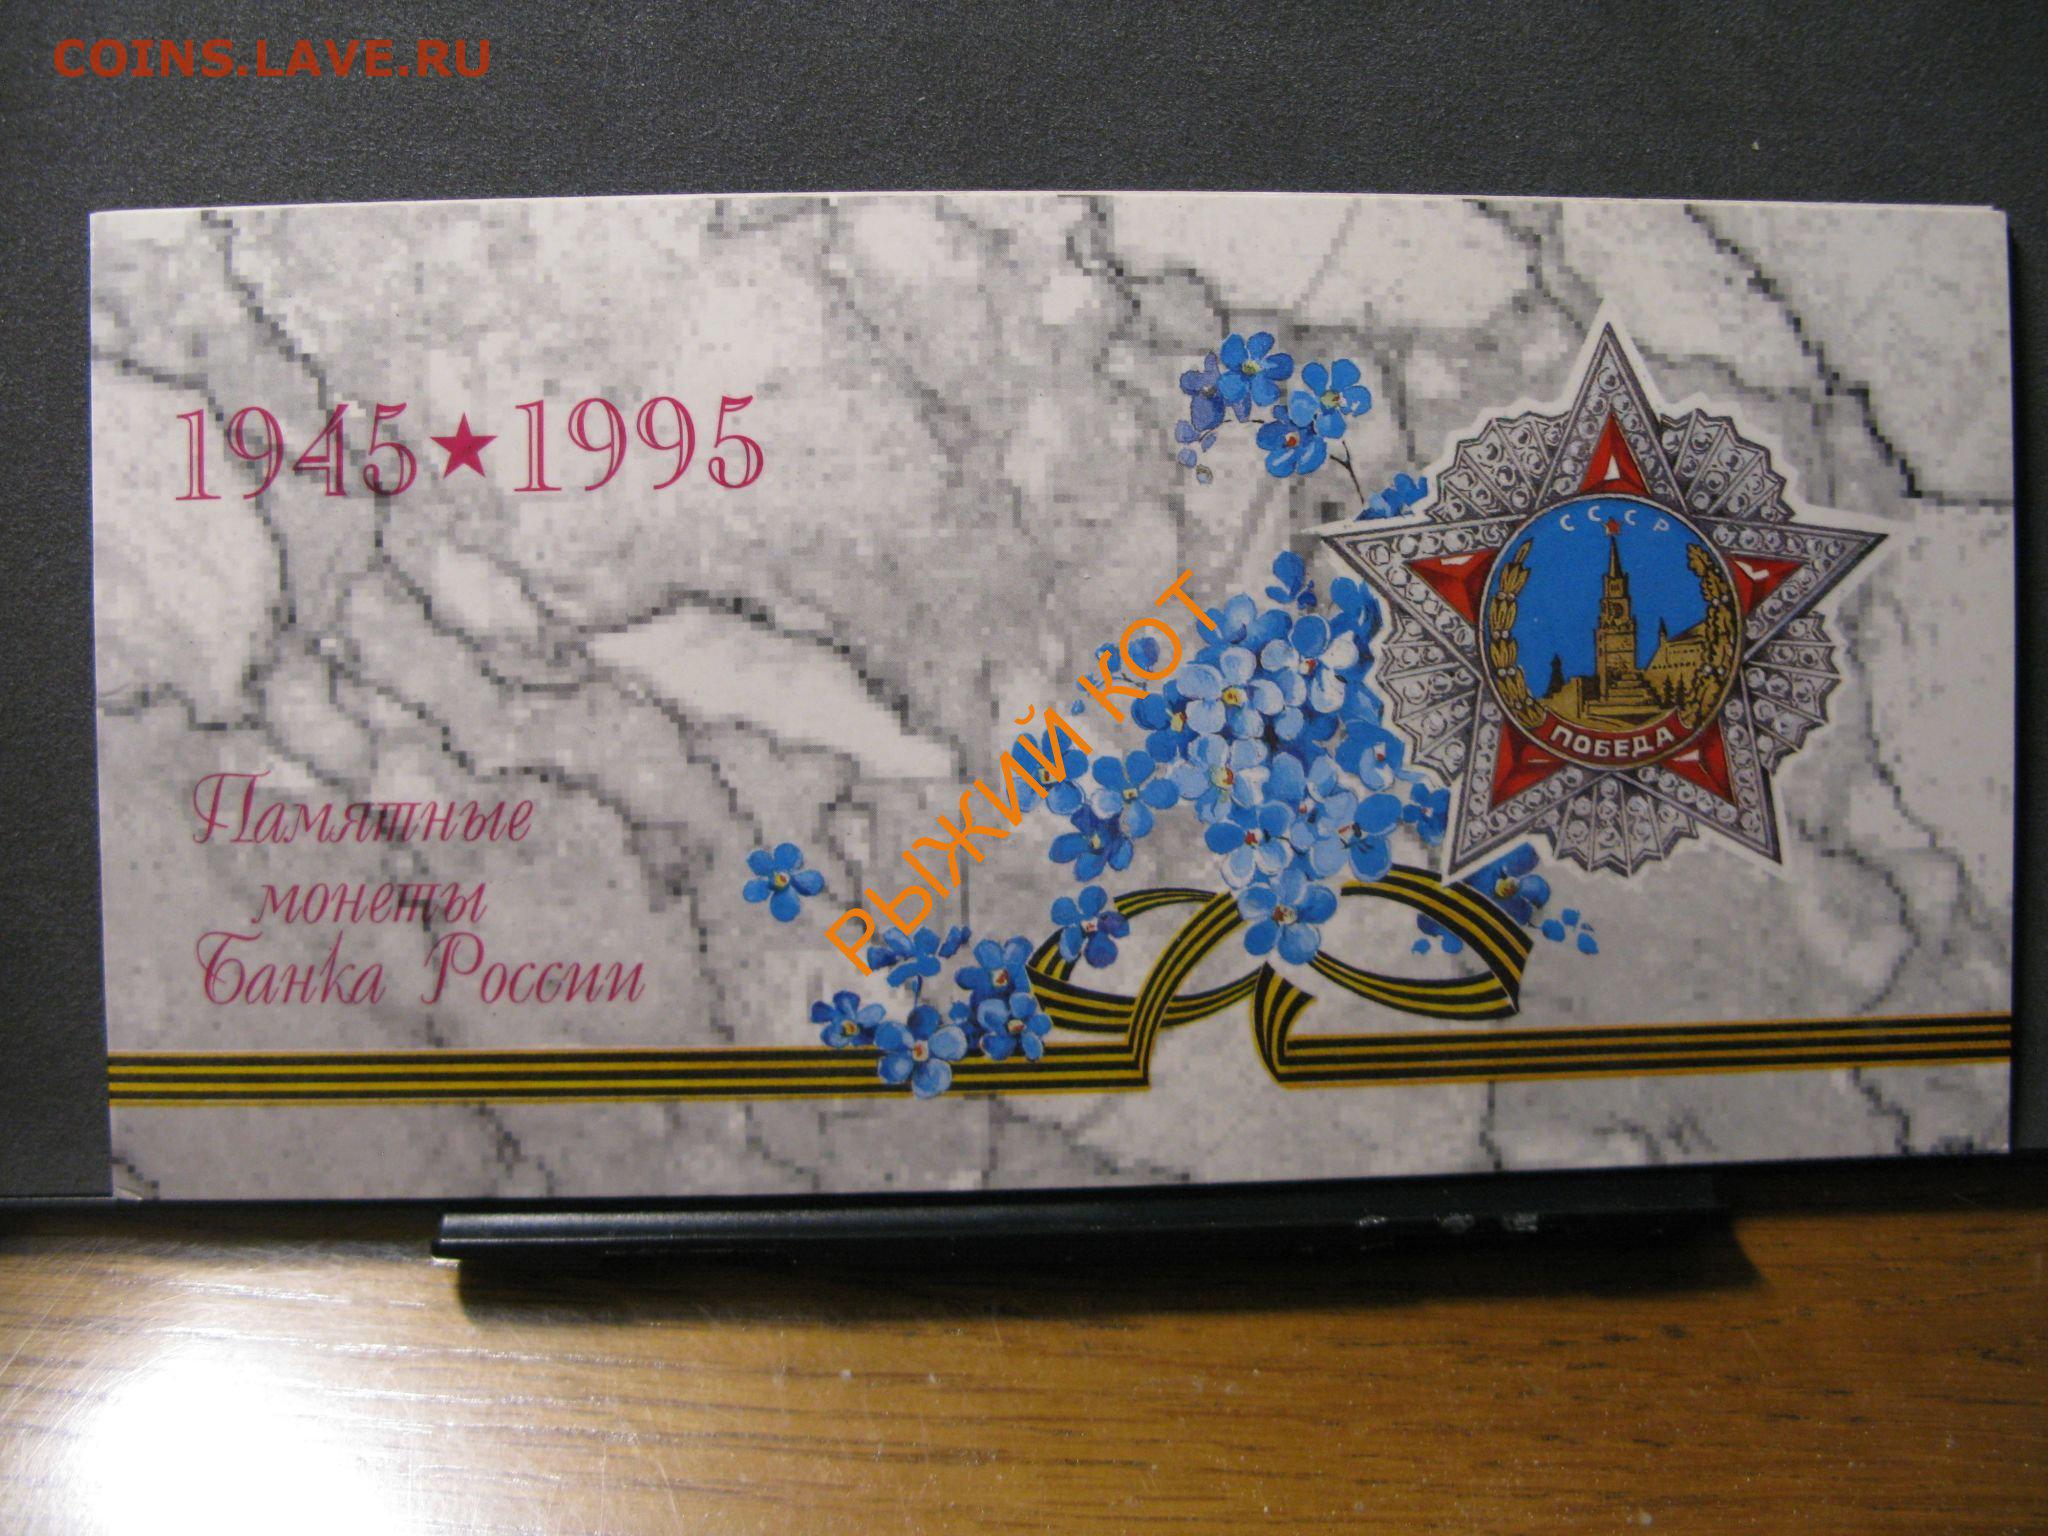 COINS.LAVE.RU
1945★1995
СССР
ПОБЕДА
РЫЖИЙ КОТ
Памятные
монеты
Банка России